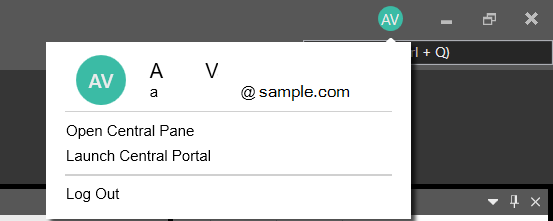 AV
rl + Q)
AV
A V
a @sample.com
Open Central Pane
Launch Central Portal
Log Out